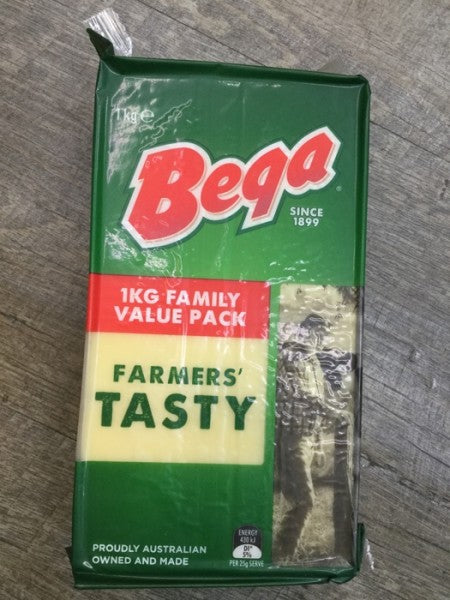 1kg e
Bega
®
SINCE
1899
1KG FAMILY
VALUE PACK
FARMERS'
TASTY
PROUDLY AUSTRALIAN
OWNED AND MADE
ENERGY
430 kJ
DI*
5%
PER 25g SERVE